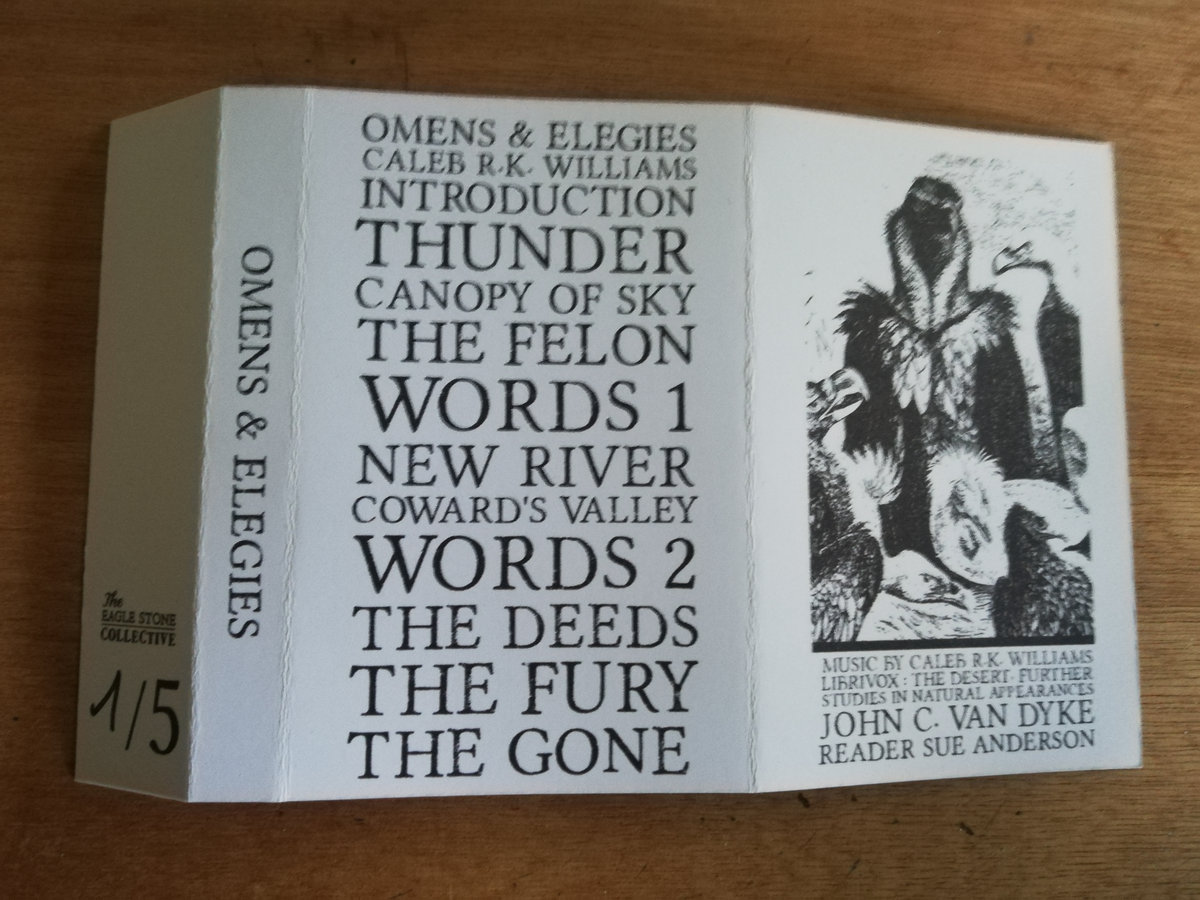 The
EAGLE STONE
COLLECTIVE
1/5
OMENS & ELEGIES
OMENS & ELEGIES
CALEB R.K. WILLIAMS
INTRODUCTION
THUNDER
CANOPY OF SKY
THE FELON
WORDS 1
NEW RIVER
COWARD'S VALLEY
WORDS 2
THE DEEDS
THE FURY
THE GONE
MUSIC BY CALEB R.K. WILLIAMS
LIBRIVOX : THE DESERT, FURTHER
STUDIES IN NATURAL APPEARANCES
JOHN C. VAN DYKE
READER SUE ANDERSON